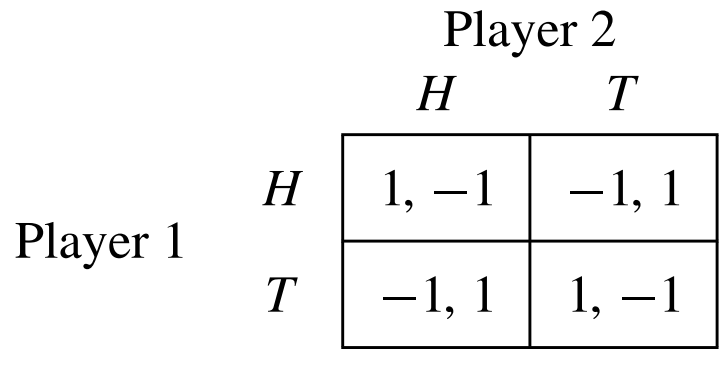 Player 2
H T
H 1, −1 −1, 1
Player 1
T −1, 1 1, −1